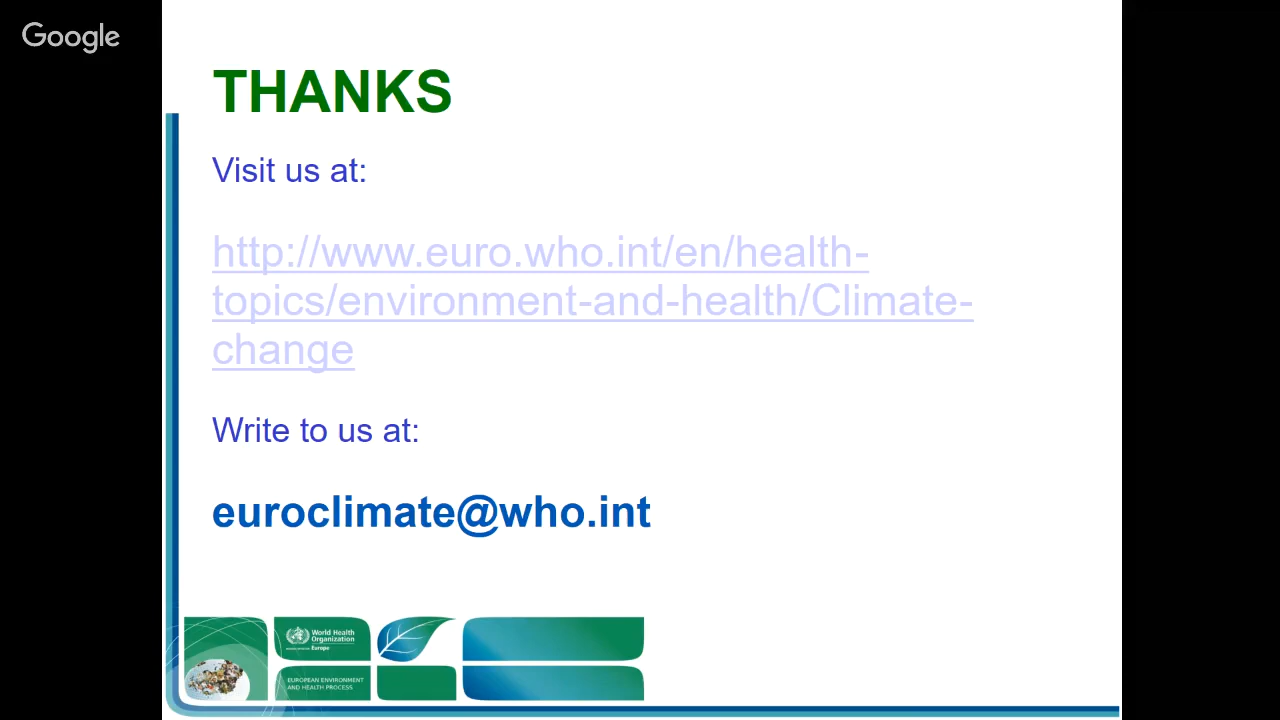 Google
THANKS
Visit us at:
http://www.euro.who.int/en/health-
topics/environment-and-health/Climate-
change
Write to us at:
euroclimate@who.int
World Health
Organization
Europe
EUROPEAN ENVIRONMENT
AND HEALTH PROCESS